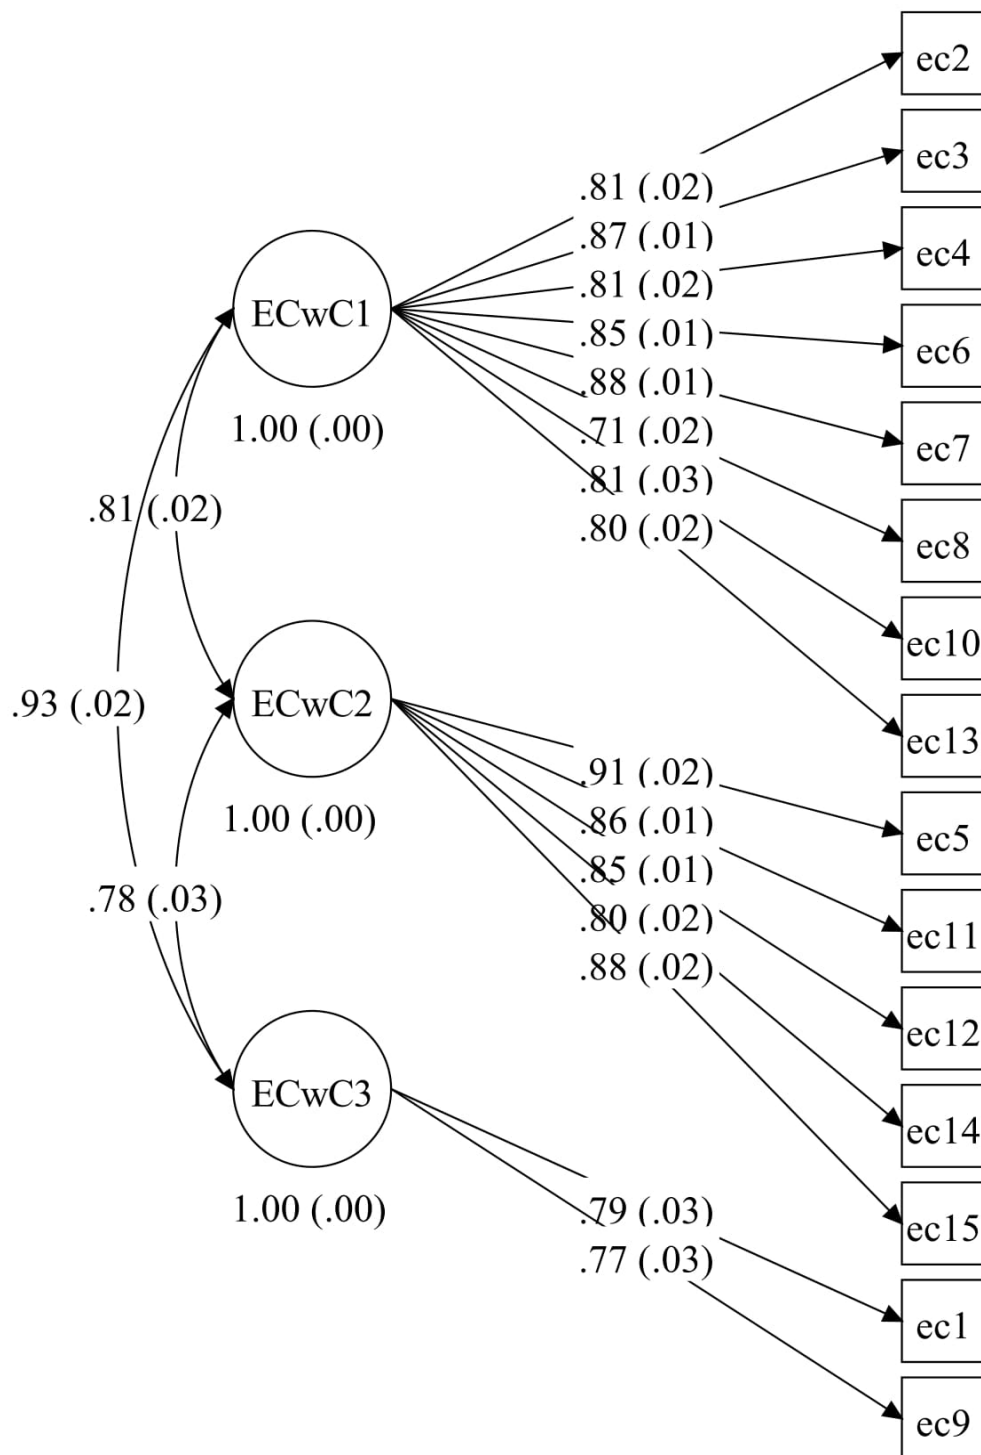 ec2
ec3
.81 (.02)
.87 (.01)
ec4
.81 (.02)
ECwC1
.85 (.01)
ec6
.88 (.01)
1.00 (.00)
.71 (.02)
ec7
.81 (.03)
.81 (.02)
.80 (.02)
ec8
ec10
ECwC2
.93 (.02)
ec13
.91 (.02)
1.00 (.00)
.86 (.01)
ec5
.85 (.01)
.78 (.03)
.80 (.02)
ec11
.88 (.02)
ec12
ECwC3
ec14
1.00 (.00)
.79 (.03)
ec15
.77 (.03)
ec1
ec9